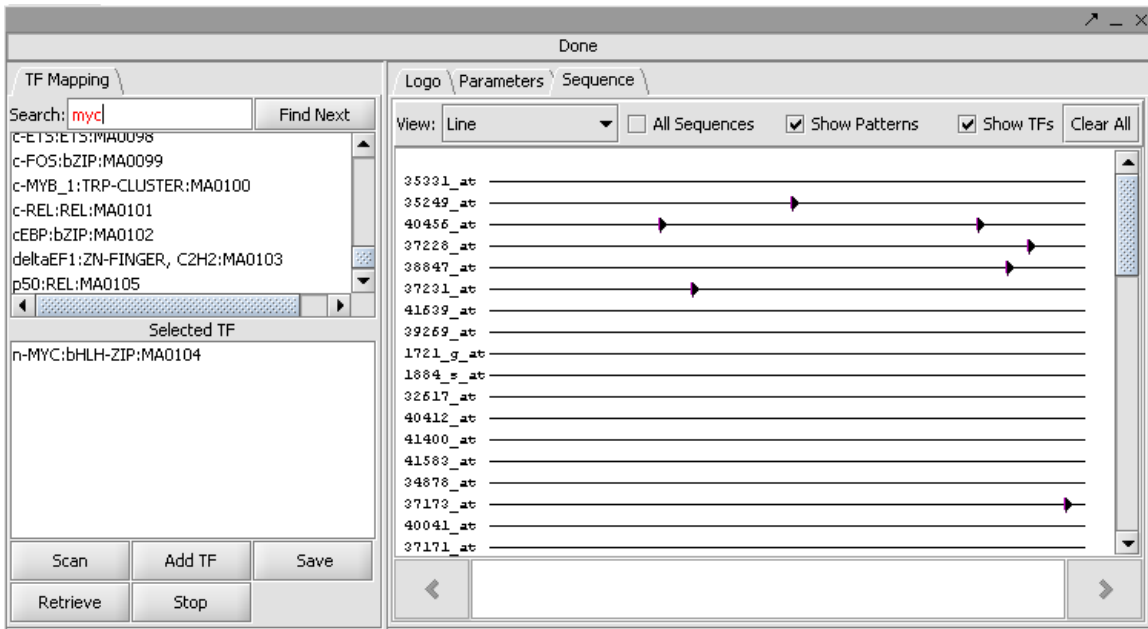 Done
TF Mapping
Search: myc Find Next
c-ETS:ETS:MA0098
c-FOS:bZIP:MA0099
c-MYB_1:TRP-CLUSTER:MA0100
c-REL:REL:MA0101
cEBP:bZIP:MA0102
deltaEF1:ZN-FINGER, C2H2:MA0103
p50:REL:MA0105
Selected TF
n-MYC:bHLH-ZIP:MA0104
Scan Add TF Save
Retrieve Stop
Logo Parameters Sequence
View: Line All Sequences Show Patterns Show TFs Clear All
35331_at
35249_at
40456_at
37228_at
38847_at
37231_at
41639_at
39269_at
1721_g_at
1884_s_at
32617_at
40412_at
41400_at
41583_at
34878_at
37173_at
40041_at
37171_at